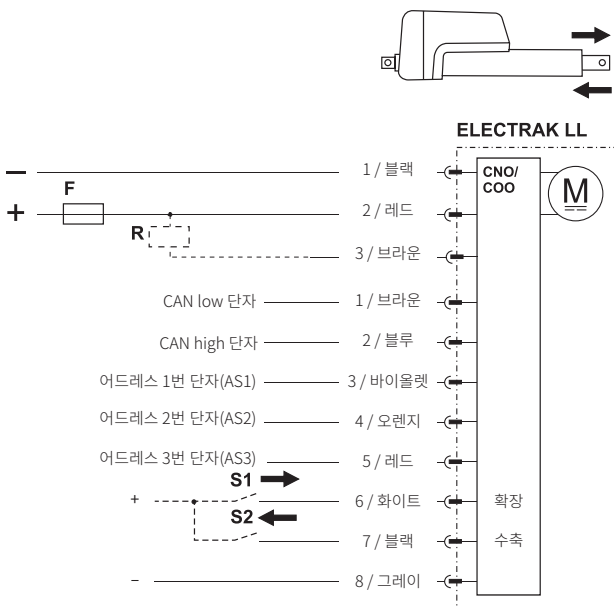 ELECTRAK LL
− 1 / 블랙 CNO/
COO
M
F
+ 2 / 레드
R
3 / 브라운
CAN low 단자 1 / 브라운
CAN high 단자 2 / 블루
어드레스 1번 단자(AS1) 3 / 바이올렛
어드레스 2번 단자(AS2) 4 / 오렌지
어드레스 3번 단자(AS3) 5 / 레드
S1
+ 6 / 화이트 확장
S2
7 / 블랙 수축
− 8 / 그레이